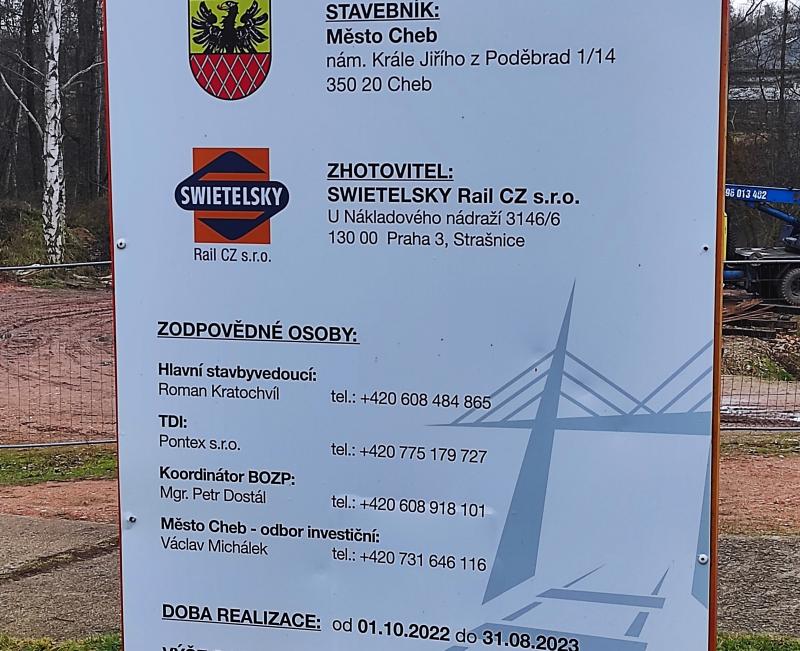 STAVEBNÍK:
Město Cheb
nám. Krále Jiřího z Poděbrad 1/14
350 20 Cheb
SWIETELSKY
Rail CZ s.r.o.
ZHOTOVITEL:
SWIETELSKY Rail CZ s.r.o.
U Nákladového nádraží 3146/6
130 00 Praha 3, Strašnice
98 013 402
ZODPOVĚDNÉ OSOBY:
Hlavní stavbyvedoucí:
Roman Kratochvíl tel.: +420 608 484 865
TDI:
Pontex s.r.o. tel.: +420 775 179 727
Koordinátor BOZP:
Mgr. Petr Dostál tel.: +420 608 918 101
Město Cheb - odbor investiční:
Václav Michálek tel.: +420 731 646 116
DOBA REALIZACE: od 01.10.2022 do 31.08.2023